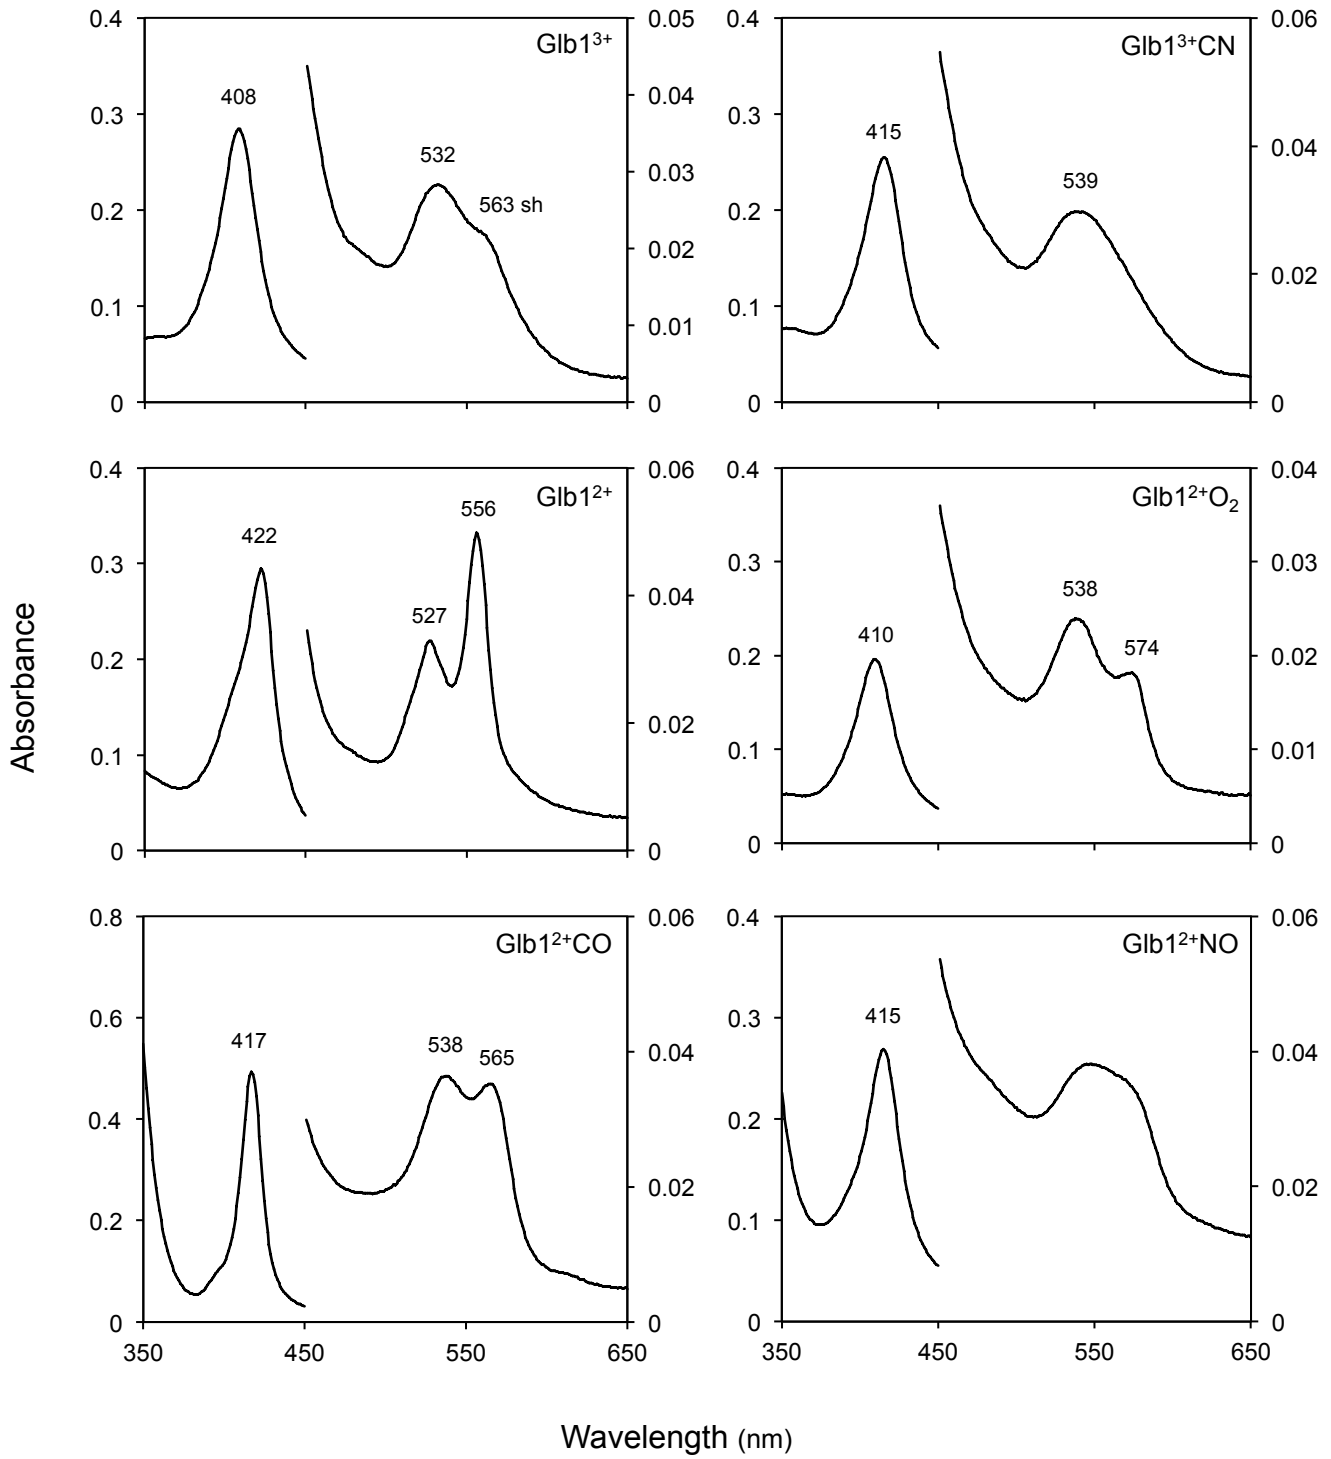 0.4 0.05 0.4 0.06
Glb1³⁺ Glb1³⁺CN
408 415
0.3 0.04 0.3 0.04
532 539
563 sh
0.03
0.2 0.2
0.02 0.02
0.1 0.01 0.1
0 0 0 0
0.4 0.06 0.4 0.04
Glb1²⁺ Glb1²⁺O₂
422 556
0.3 0.04 0.3 0.03
527 538
410 574
0.2 0.2 0.02
0.02
0.1 0.1 0.01
0 0 0 0
Absorbance
0.8 0.06 0.4 0.06
Glb1²⁺CO Glb1²⁺NO
417 538 565 415
0.6 0.04 0.3 0.04
0.4 0.2
0.02 0.02
0.2 0.1
0 0 0 0
350 450 550 650 350 450 550 650
Wavelength (nm)